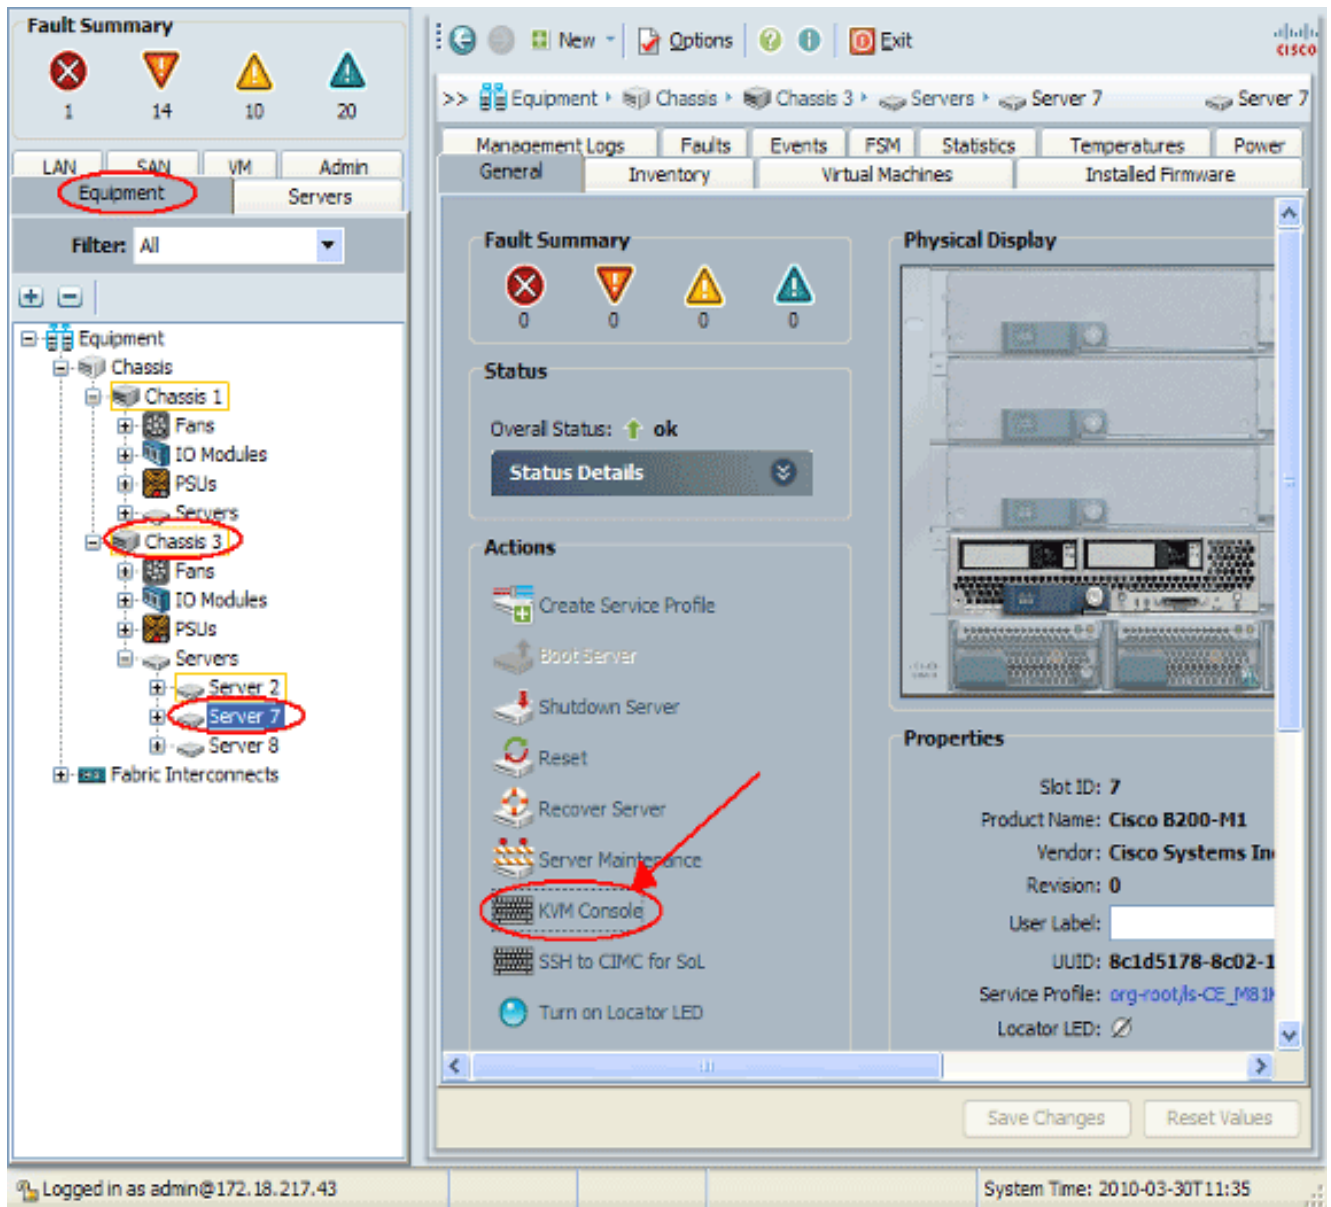 Fault Summary
1 14 10 20
LAN SAN VM Admin
Equipment Servers
Filter: All
Equipment
Chassis
Chassis 1
Fans
IO Modules
PSUs
Servers
Chassis 3
Fans
IO Modules
PSUs
Servers
Server 2
Server 7
Server 8
Fabric Interconnects
New Options Exit
CISCO
>> Equipment Chassis Chassis 3 Servers Server 7 Server 7
Management Logs Faults Events FSM Statistics Temperatures Power
General Inventory Virtual Machines Installed Firmware
Fault Summary
0 0 0 0
Status
Overall Status: ok
Status Details
Actions
Create Service Profile
Boot Server
Shutdown Server
Reset
Recover Server
Server Maintenance
KVM Console
SSH to CIMC for SoL
Turn on Locator LED
Physical Display
Properties
Slot ID: 7
Product Name: Cisco B200-M1
Vendor: Cisco Systems In
Revision: 0
User Label:
UUID: 8c1d5178-8c02-1
Service Profile: org-root/ls-CE_M81K
Locator LED:
Save Changes Reset Values
Logged in as admin@172.18.217.43
System Time: 2010-03-30T11:35